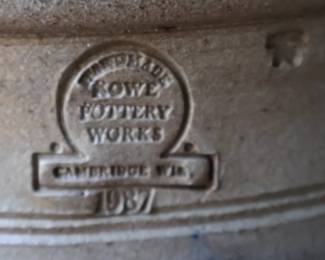 HANDMADE
ROWE
POTTERY
WORKS
CAMBRIDGE WIS.
1987